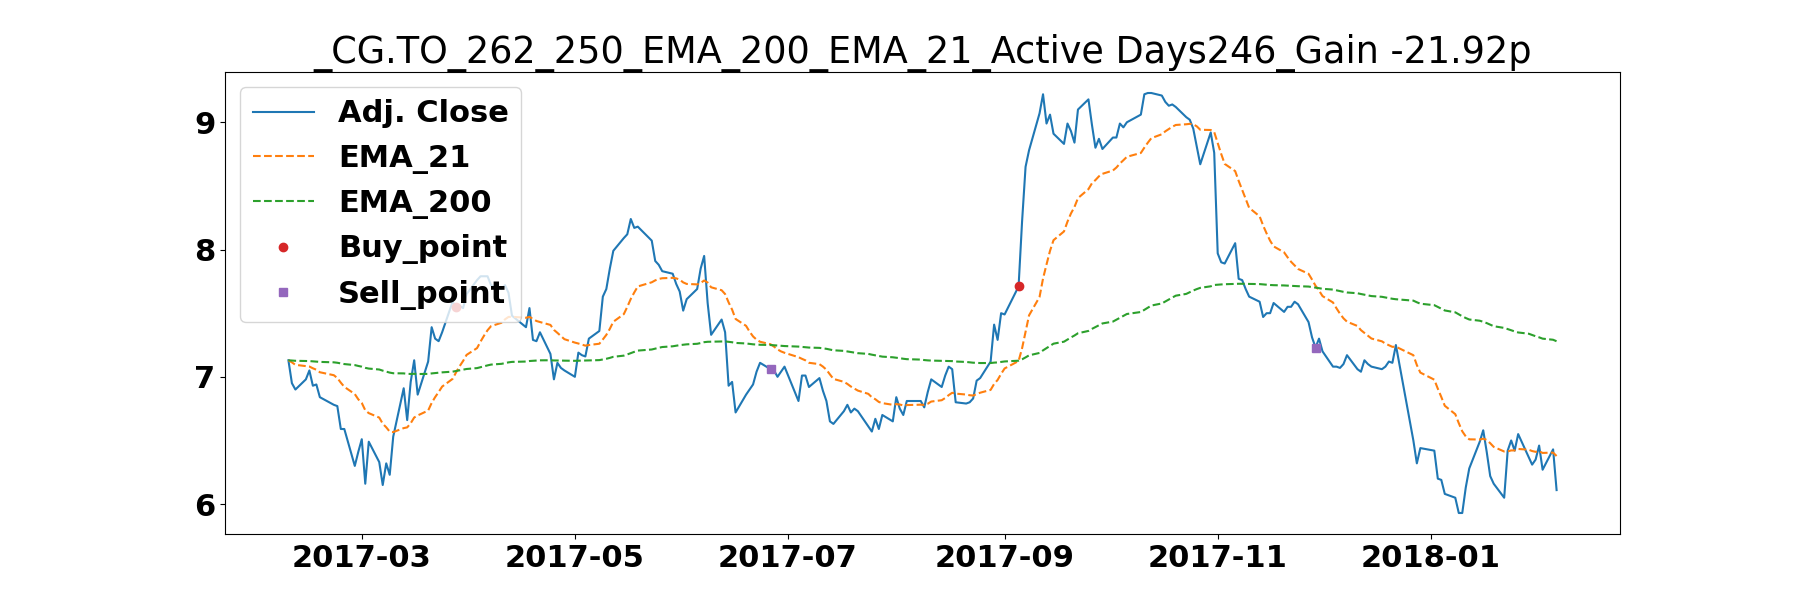 _CG.TO_262_250_EMA_200_EMA_21_Active Days246_Gain -21.92p
Adj. Close
EMA_21
EMA_200
Buy_point
Sell_point
9
8
7
6
2017-03 2017-05 2017-07 2017-09 2017-11 2018-01